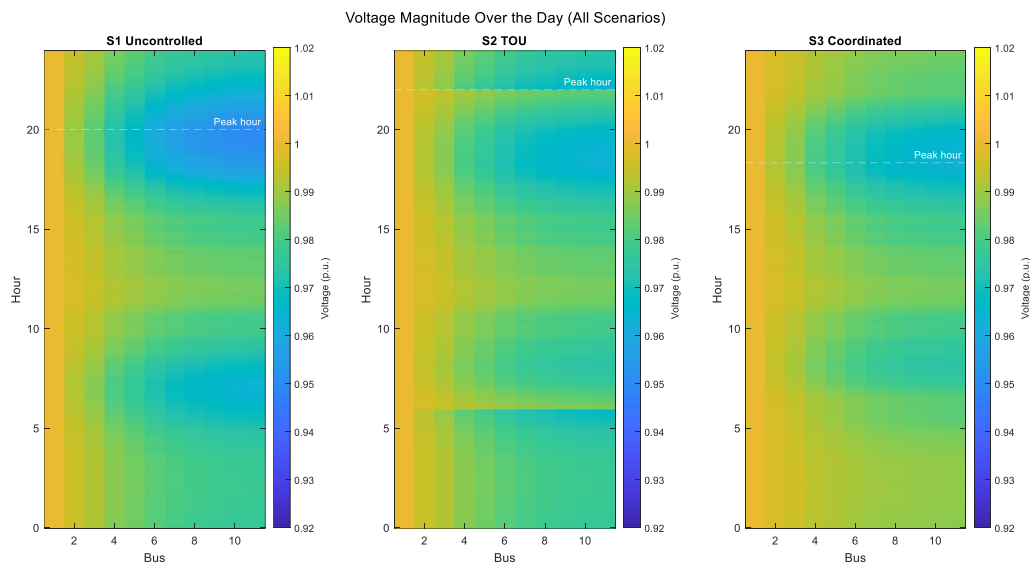 Voltage Magnitude Over the Day (All Scenarios)
S1 Uncontrolled
Hour
20
15
10
5
0
Peak hour
2 4 6 8 10
Bus
1.02
1.01
1
0.99
0.98
0.97
0.96
0.95
0.94
0.93
0.92
Voltage (p.u.)
S2 TOU
Hour
20
15
10
5
0
Peak hour
2 4 6 8 10
Bus
1.02
1.01
1
0.99
0.98
0.97
0.96
0.95
0.94
0.93
0.92
Voltage (p.u.)
S3 Coordinated
Hour
20
15
10
5
0
Peak hour
2 4 6 8 10
Bus
1.02
1.01
1
0.99
0.98
0.97
0.96
0.95
0.94
0.93
0.92
Voltage (p.u.)